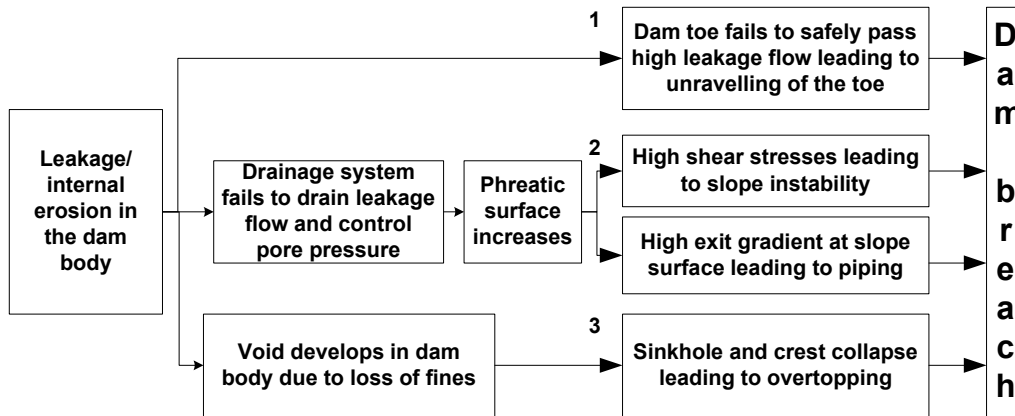 1
Dam toe fails to safely pass
high leakage flow leading to
unravelling of the toe
Leakage/
internal
erosion in
the dam
body
Drainage system
fails to drain leakage
flow and control
pore pressure
Phreatic
surface
increases
2
High shear stresses leading
to slope instability
High exit gradient at slope
surface leading to piping
Void develops in dam
body due to loss of fines
3
Sinkhole and crest collapse
leading to overtopping
Dam breach